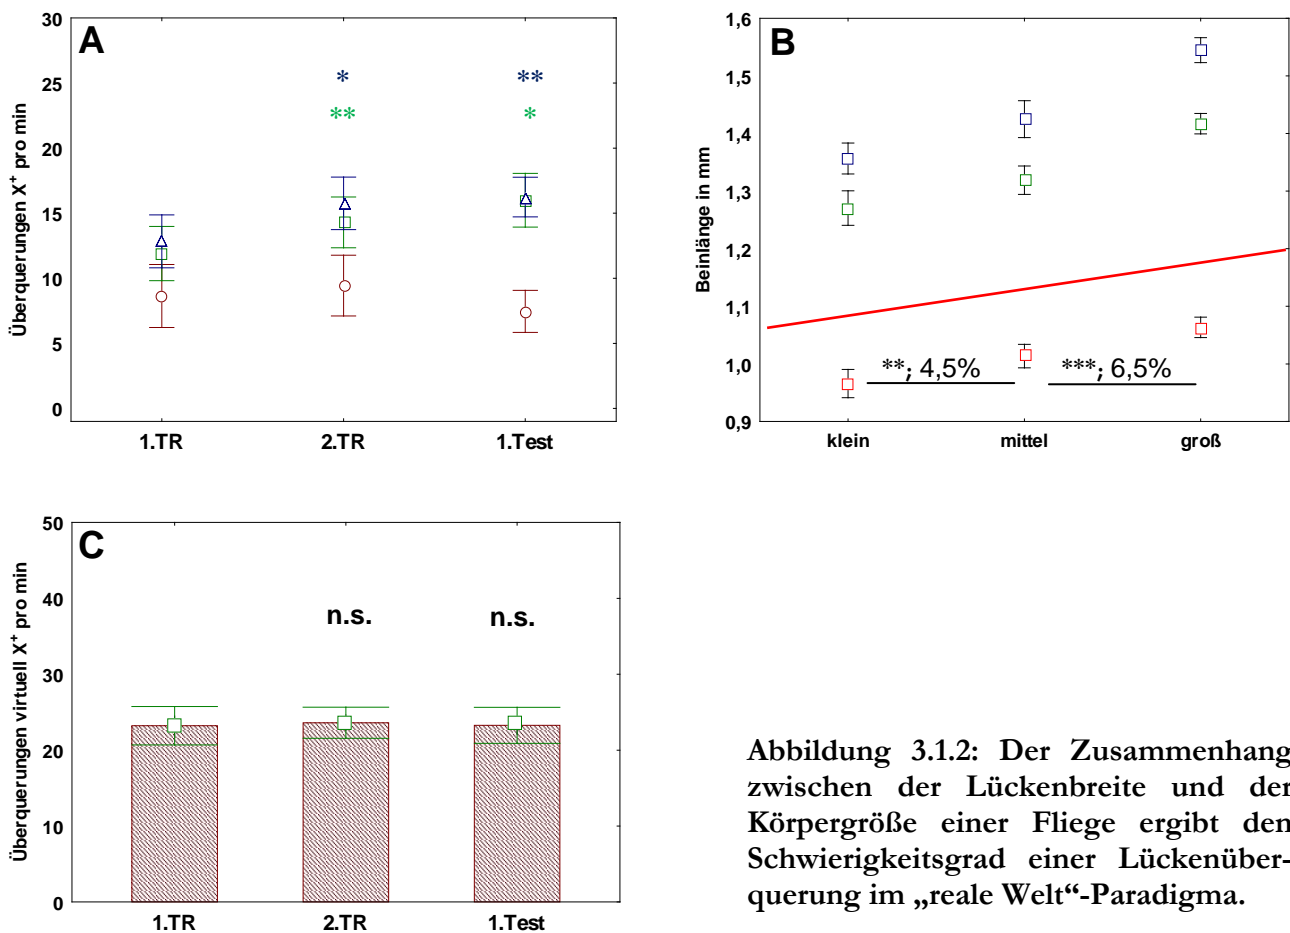 A
Überquerungen X⁺ pro min
30
25
20
15
10
5
0
* **
** *
1.TR 2.TR 1.Test
B
Beinlänge in mm
1,6
1,5
1,4
1,3
1,2
1,1
1,0
0,9
**; 4,5% ***; 6,5%
klein mittel groß
C
Überquerungen virtuell X⁺ pro min
50
40
30
20
10
0
n.s. n.s.
1.TR 2.TR 1.Test
Abbildung 3.1.2: Der Zusammenhang
zwischen der Lückenbreite und der
Körpergröße einer Fliege ergibt den
Schwierigkeitsgrad einer Lückenüber-
querung im „reale Welt“-Paradigma.